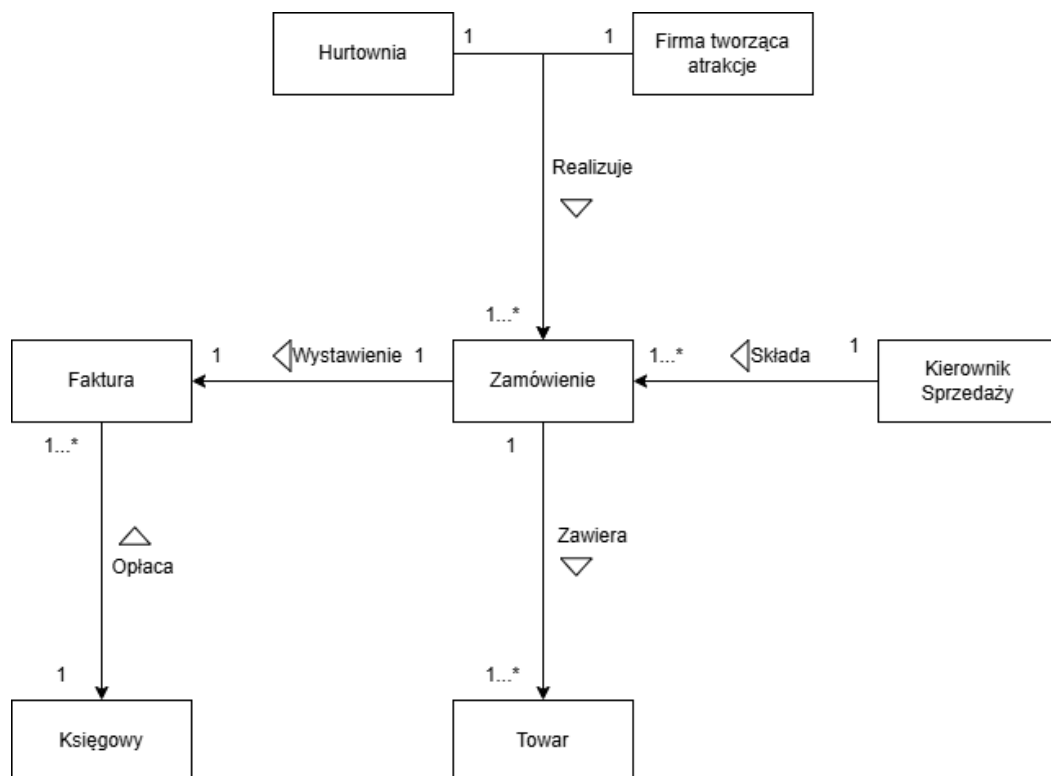 Hurtownia
1
1
Firma tworząca
atrakcje
Realizuje
1...*
Faktura
1
Wystawienie
1
Zamówienie
1...*
Składa
1
Kierownik
Sprzedaży
1...*
1
Opłaca
Zawiera
1
1...*
Księgowy
Towar